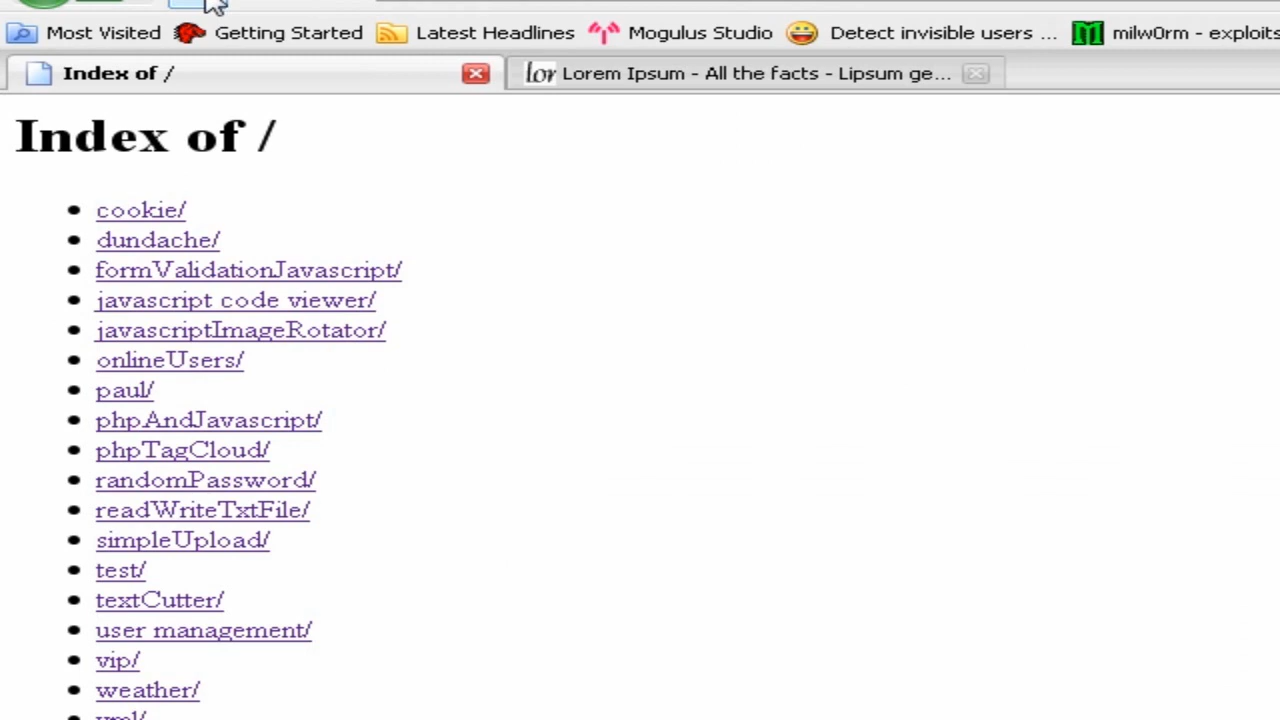 Most Visited Getting Started Latest Headlines Mogulus Studio Detect invisible users ... milw0rm - exploits
Index of / Lorem Ipsum - All the facts - Lipsum ge...
Index of /
cookie/
dundache/
formValidationJavascript/
javascript code viewer/
javascriptImageRotator/
onlineUsers/
paul/
phpAndJavascript/
phpTagCloud/
randomPassword/
readWriteTxtFile/
simpleUpload/
test/
textCutter/
user management/
vip/
weather/